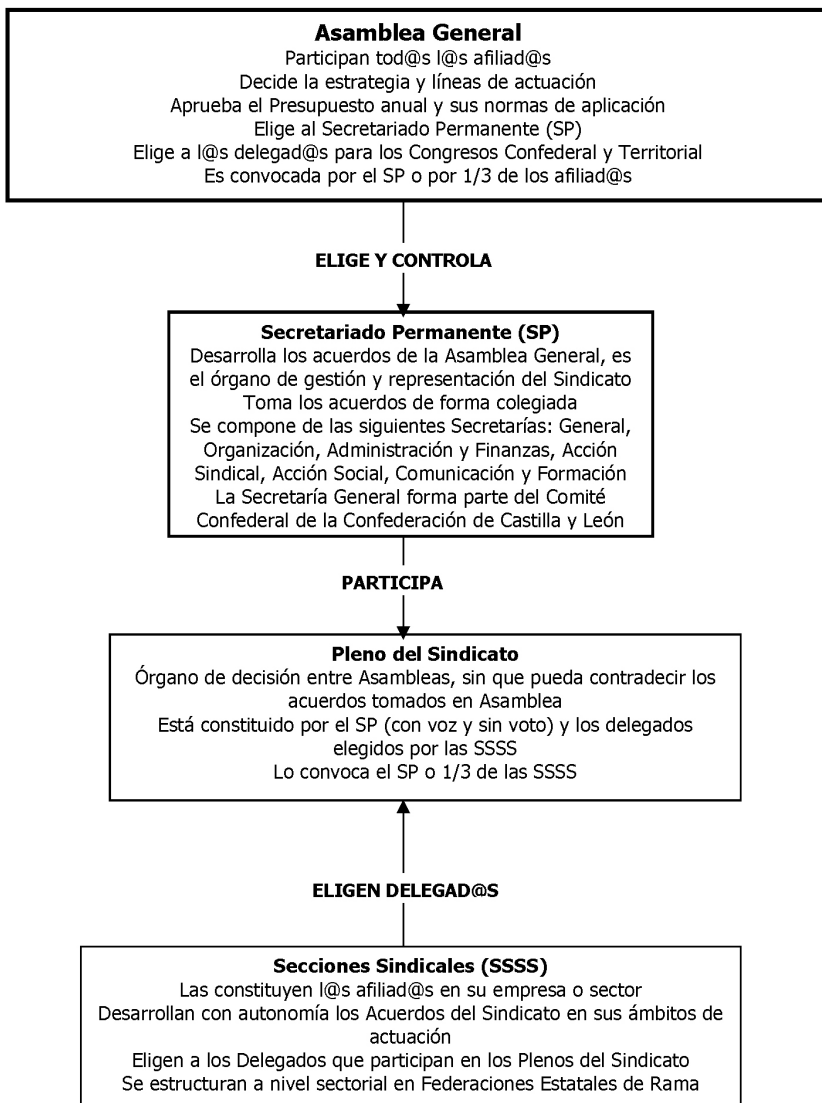 Asamblea General
Participan tod@s l@s afiliad@s
Decide la estrategia y líneas de actuación
Aprueba el Presupuesto anual y sus normas de aplicación
Elige al Secretariado Permanente (SP)
Elige a l@s delegad@s para los Congresos Confederal y Territorial
Es convocada por el SP o por 1/3 de los afiliad@s
ELIGE Y CONTROLA
Secretariado Permanente (SP)
Desarrolla los acuerdos de la Asamblea General, es
el órgano de gestión y representación del Sindicato
Toma los acuerdos de forma colegiada
Se compone de las siguientes Secretarías: General,
Organización, Administración y Finanzas, Acción
Sindical, Acción Social, Comunicación y Formación
La Secretaría General forma parte del Comité
Confederal de la Confederación de Castilla y León
PARTICIPA
Pleno del Sindicato
Órgano de decisión entre Asambleas, sin que pueda contradecir los
acuerdos tomados en Asamblea
Está constituido por el SP (con voz y sin voto) y los delegados
elegidos por las SSSS
Lo convoca el SP o 1/3 de las SSSS
ELIGEN DELEGAD@S
Secciones Sindicales (SSSS)
Las constituyen l@s afiliad@s en su empresa o sector
Desarrollan con autonomía los Acuerdos del Sindicato en sus ámbitos de
actuación
Eligen a los Delegados que participan en los Plenos del Sindicato
Se estructuran a nivel sectorial en Federaciones Estatales de Rama